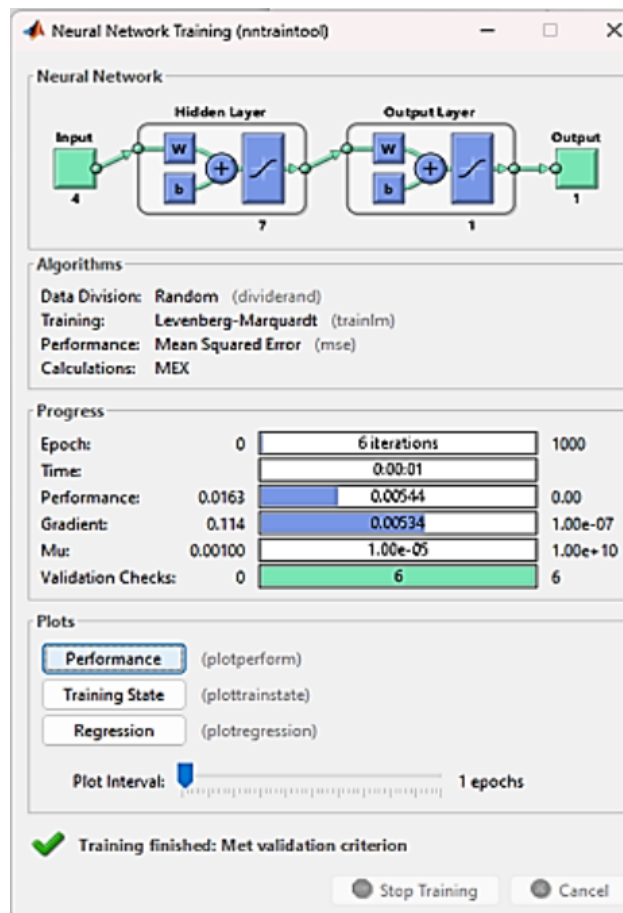 Neural Network Training (nntraintool)
Neural Network
Hidden Layer Output Layer
Input Output
W W
b b
4 7 1 1
Algorithms
Data Division: Random (dividerand)
Training: Levenberg-Marquardt (trainlm)
Performance: Mean Squared Error (mse)
Calculations: MEX
Progress
Epoch: 0 6 iterations 1000
Time: 0:00:01
Performance: 0.0163 0.00544 0.00
Gradient: 0.114 0.00534 1.00e-07
Mu: 0.00100 1.00e-05 1.00e+10
Validation Checks: 0 6 6
Plots
Performance (plotperform)
Training State (plottrainstate)
Regression (plotregression)
Plot Interval: 1 epochs
Training finished: Met validation criterion
Stop Training Cancel